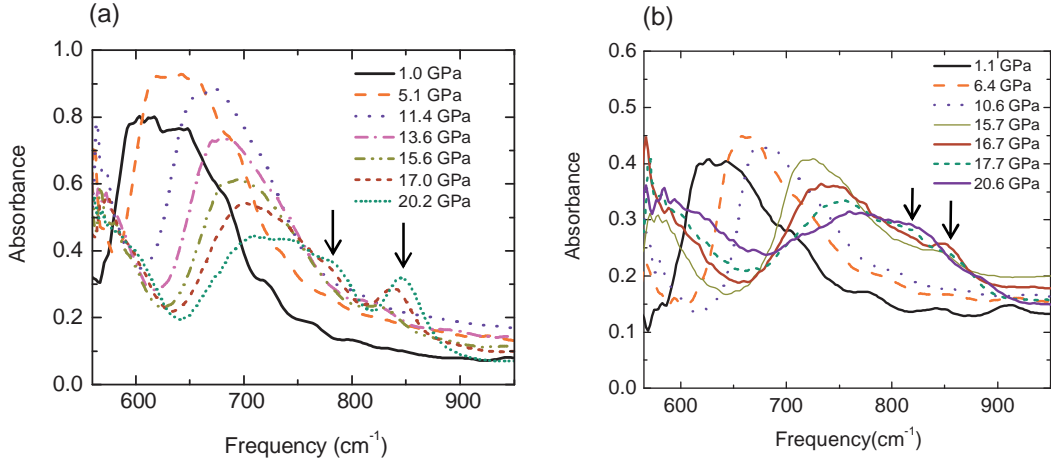 (a)
1.0
0.8
0.6
0.4
0.2
0.0
Absorbance
1.0 GPa
5.1 GPa
11.4 GPa
13.6 GPa
15.6 GPa
17.0 GPa
20.2 GPa
600
700
800
900
Frequency (cm⁻¹)
(b)
0.6
0.5
0.4
0.3
0.2
0.1
0.0
Absorbance
1.1 GPa
6.4 GPa
10.6 GPa
15.7 GPa
16.7 GPa
17.7 GPa
20.6 GPa
600
700
800
900
Frequency(cm⁻¹)